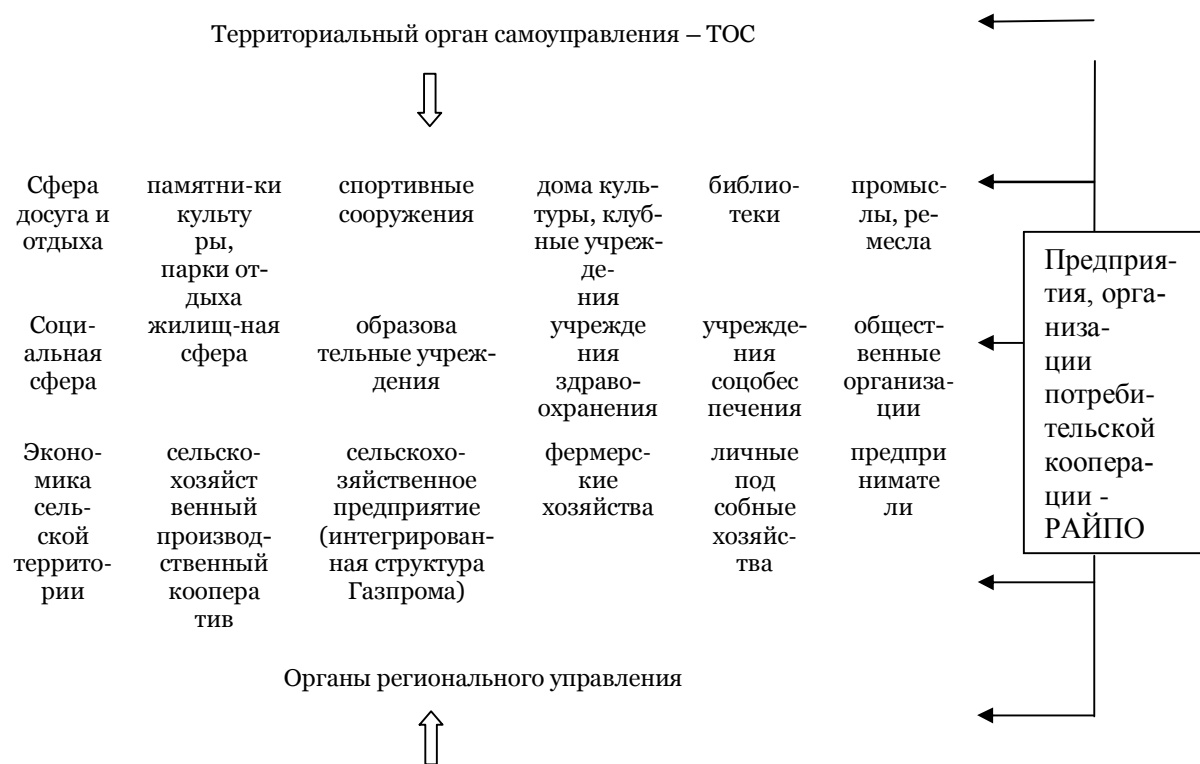 Территориальный орган самоуправления – ТОС
Сфера
досуга и
отдыха
памятни-ки
культу
ры,
парки от-
дыха
спортивные
сооружения
дома куль-
туры, клуб-
ные учреж-
де-
ния
библио-
теки
промыс-
лы, ре-
месла
Соци-
альная
сфера
жилищ-ная
сфера
образова
тельные учреж-
дения
учрежде
ния
здраво-
охранения
учрежде-
ния
соцобес
печения
общест-
венные
организа-
ции
Эконо-
мика
сель-
ской
террито-
рии
сельско-
хозяйст
венный
производ-
ственный
коопера
тив
сельскохо-
зяйственное
предприятие
(интегрирован-
ная структура
Газпрома)
фермерс-
кие
хозяйства
личные
под
собные
хозяйс-
тва
предпри
нимате
ли
Предприя-
тия, орга-
низа-
ции
потреби-
тельской
коопера-
ции -
РАЙПО
Органы регионального управления